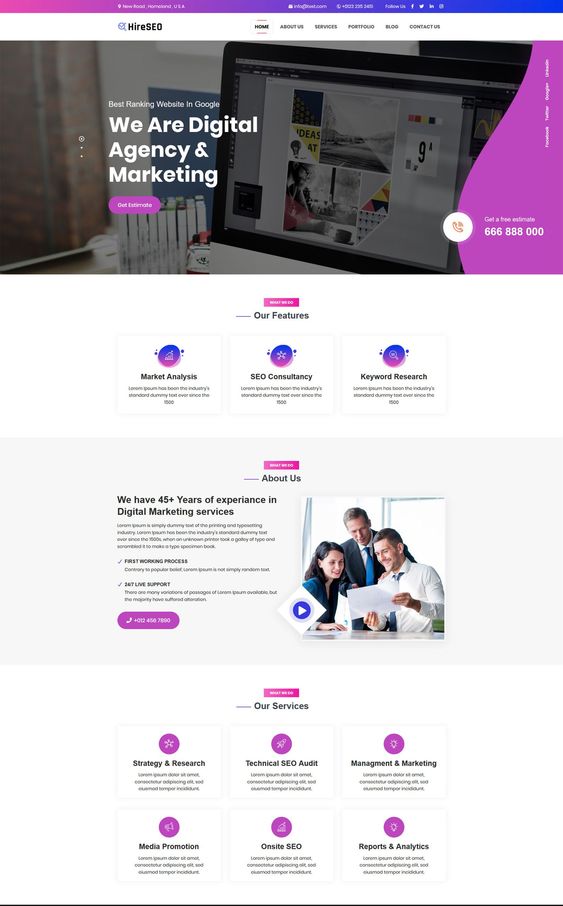 New Road , Homeland , U S A
info@test.com
+0123 235 2451
Follow Us
HireSEO
HOME
ABOUT US
SERVICES
PORTFOLIO
BLOG
CONTACT US
Best Ranking Website In Google
We Are Digital
Agency &
Marketing
Get Estimate
IDEAS
AT
9
Facebook
Twitter
Google+
Linkedin
Get a free estimate
666 888 000
WHAT WE DO
Our Features
Market Analysis
Lorem Ipsum has been the industry's
standard dummy text ever since the
1500
SEO Consultancy
Lorem Ipsum has been the industry's
standard dummy text ever since the
1500
Keyword Research
Lorem Ipsum has been the industry's
standard dummy text ever since the
1500
WHAT WE DO
About Us
We have 45+ Years of experiance in
Digital Marketing services
Lorem Ipsum is simply dummy text of the printing and typesetting
industry. Lorem Ipsum has been the industry's standard dummy text
ever since the 1500s, when an unknown printer took a galley of type and
scrambled it to make a type specimen book.
FIRST WORKING PROCESS
Contrary to popular belief, Lorem Ipsum is not simply random text.
24/7 LIVE SUPPORT
There are many variations of passages of Lorem Ipsum available, but
the majority have suffered alteration.
+012 456 7890
WHAT WE DO
Our Services
Strategy & Research
Lorem ipsum dolor sit amet,
consectetur adipiscing elit, sed
eiusmod tempor incididunt.
Technical SEO Audit
Lorem ipsum dolor sit amet,
consectetur adipiscing elit, sed
eiusmod tempor incididunt.
Managment & Marketing
Lorem ipsum dolor sit amet,
consectetur adipiscing elit, sed
eiusmod tempor incididunt.
Media Promotion
Lorem ipsum dolor sit amet,
consectetur adipiscing elit, sed
eiusmod tempor incididunt.
Onsite SEO
Lorem ipsum dolor sit amet,
consectetur adipiscing elit, sed
eiusmod tempor incididunt.
Reports & Analytics
Lorem ipsum dolor sit amet,
consectetur adipiscing elit, sed
eiusmod tempor incididunt.